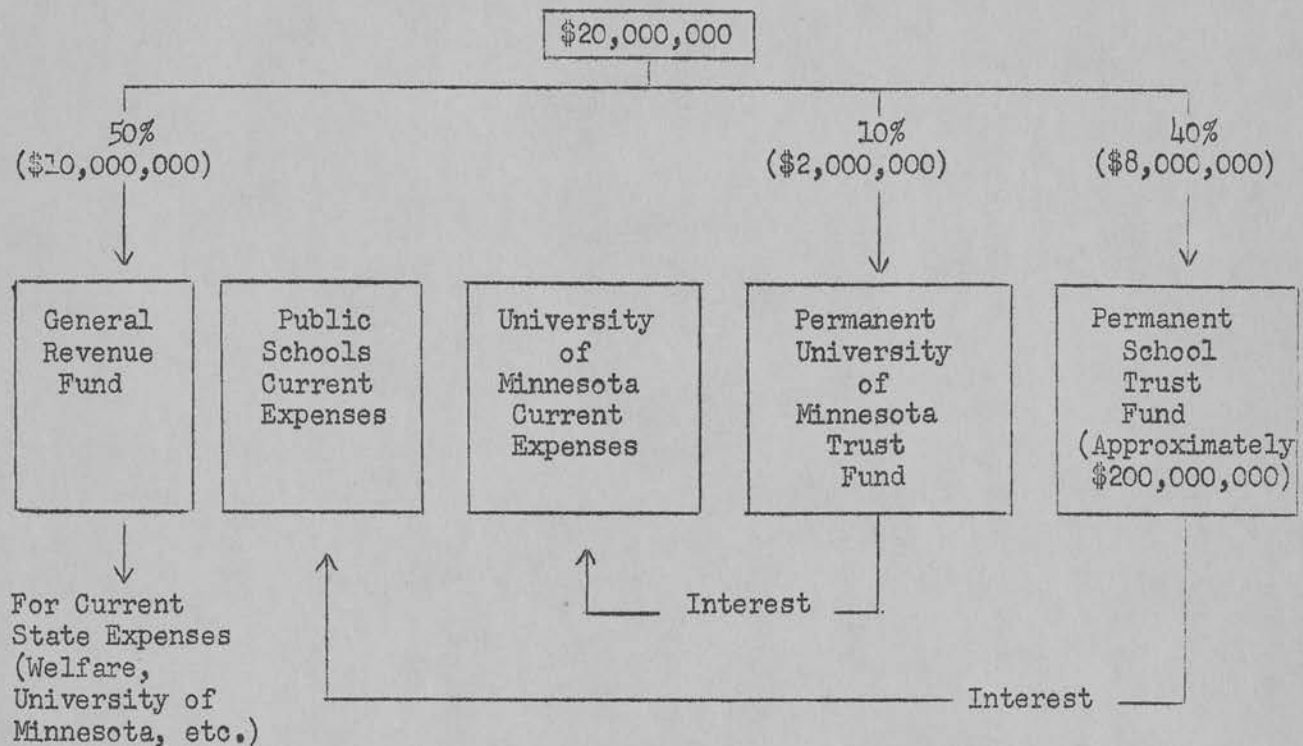 $20,000,000
50%
($10,000,000)
10%
($2,000,000)
40%
($8,000,000)
General
Revenue
Fund
Public
Schools
Current
Expenses
University
of
Minnesota
Current
Expenses
Permanent
University
of
Minnesota
Trust
Fund
Permanent
School
Trust
Fund
(Approximately
$200,000,000)
Interest
Interest
For Current
State Expenses
(Welfare,
University of
Minnesota, etc.)